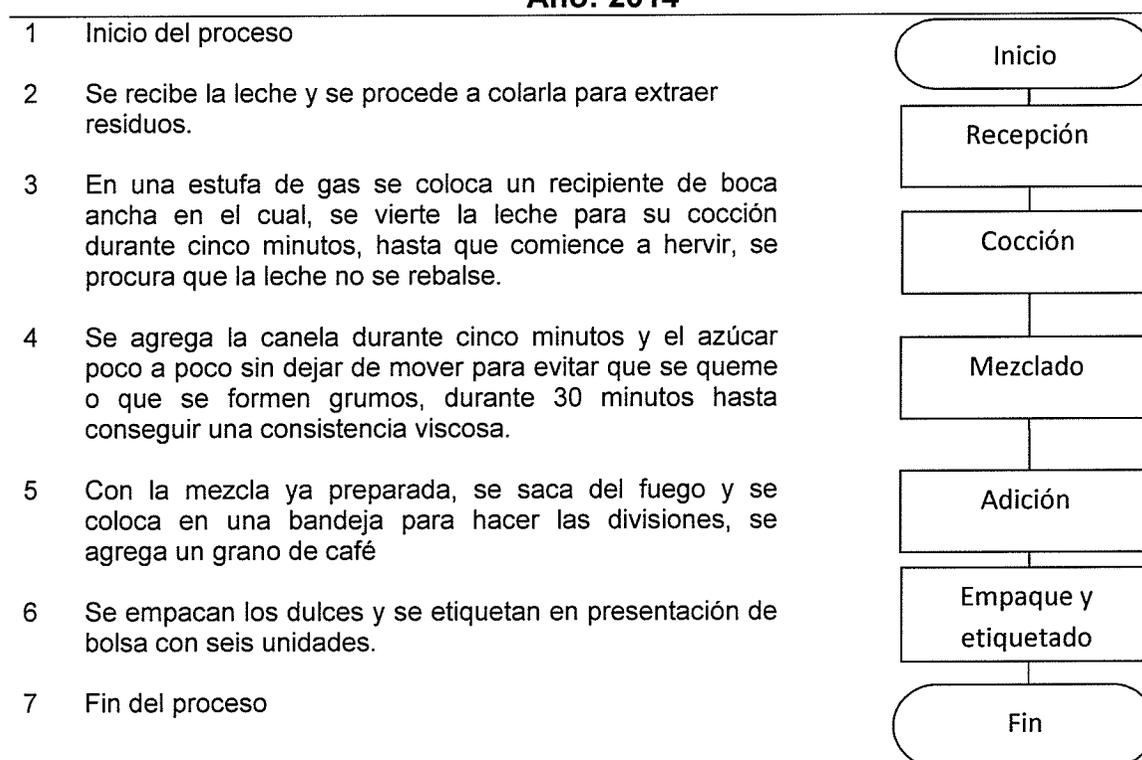 1 Inicio del proceso
2 Se recibe la leche y se procede a colarla para extraer
residuos.
3 En una estufa de gas se coloca un recipiente de boca
ancha en el cual, se vierte la leche para su cocción
durante cinco minutos, hasta que comience a hervir, se
procura que la leche no se rebalse.
4 Se agrega la canela durante cinco minutos y el azúcar
poco a poco sin dejar de mover para evitar que se queme
o que se formen grumos, durante 30 minutos hasta
conseguir una consistencia viscosa.
5 Con la mezcla ya preparada, se saca del fuego y se
coloca en una bandeja para hacer las divisiones, se
agrega un grano de café
6 Se empacan los dulces y se etiquetan en presentación de
bolsa con seis unidades.
7 Fin del proceso
Inicio
Recepción
Cocción
Mezclado
Adición
Empaque y
etiquetado
Fin